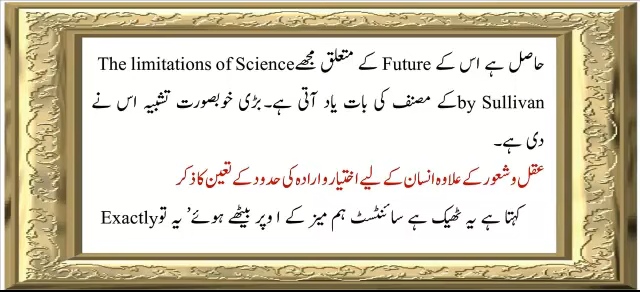 حاصل ہے اس کے Future کے متعلق مجھے The limitations of Science
by Sullivan کے مصنف کی بات یاد آتی ہے۔ بڑی خوبصورت تشبیہ اس نے
دی ہے۔
عقل و شعور کے علاوہ انسان کے لیے اختیار و ارادہ کی حدود کے تعین کا ذکر
کہتا ہے یہ ٹھیک ہے سائنٹسٹ ہم میز کے اوپر بیٹھے ہوئے’ یہ تو Exactly